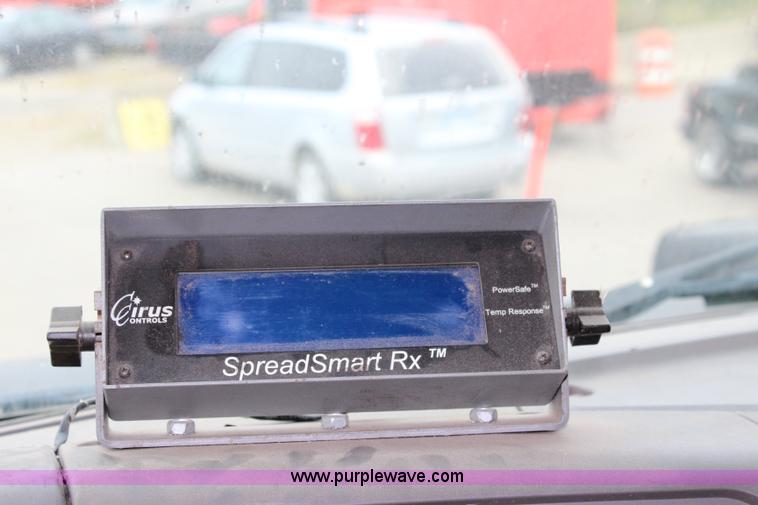 Cirus
CONTROLS
PowerSafe™
Temp Response™
SpreadSmart Rx ™
www.purplewave.com